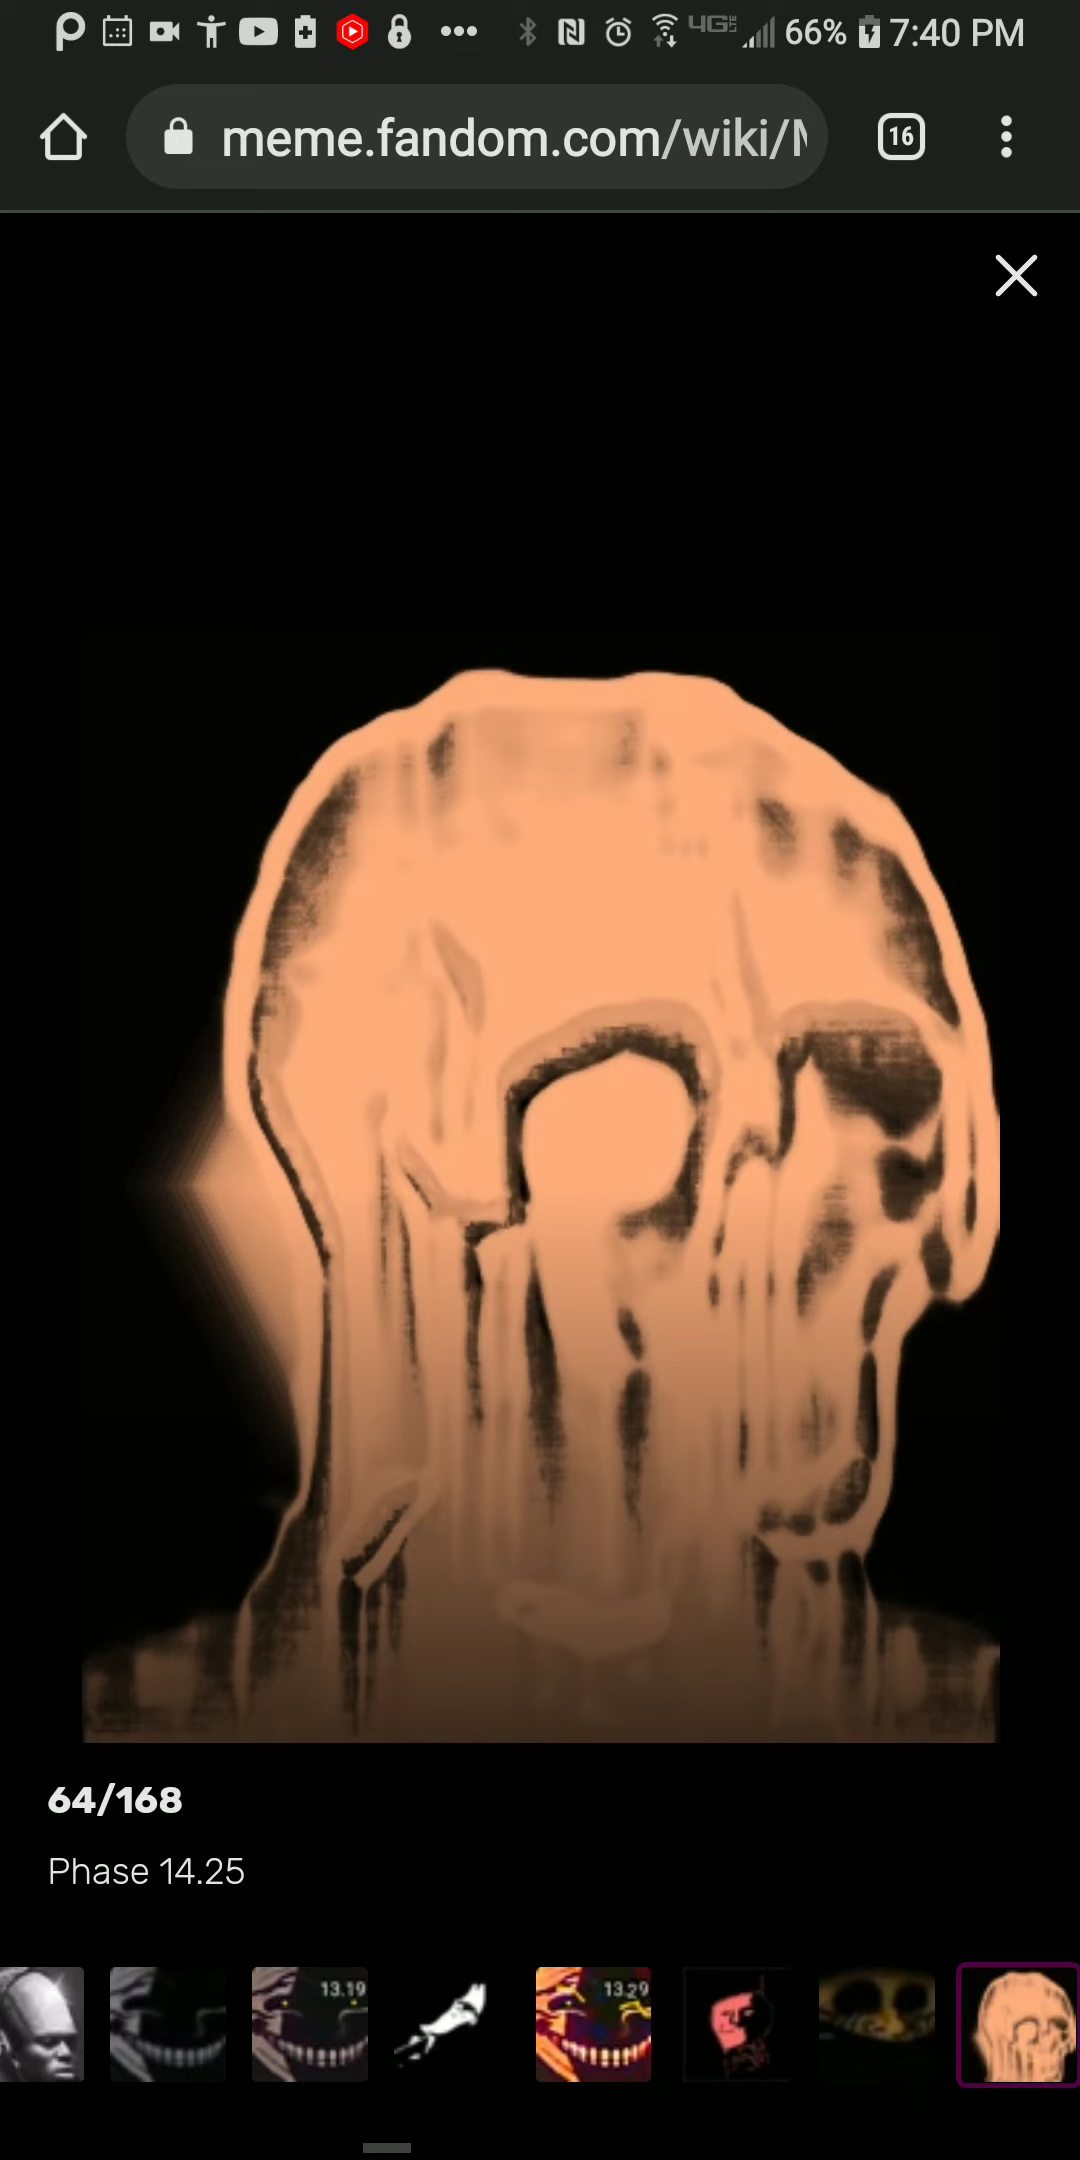 66% 7:40 PM
meme.fandom.com/wiki/
16
64/168
Phase 14.25
13.19
13.29